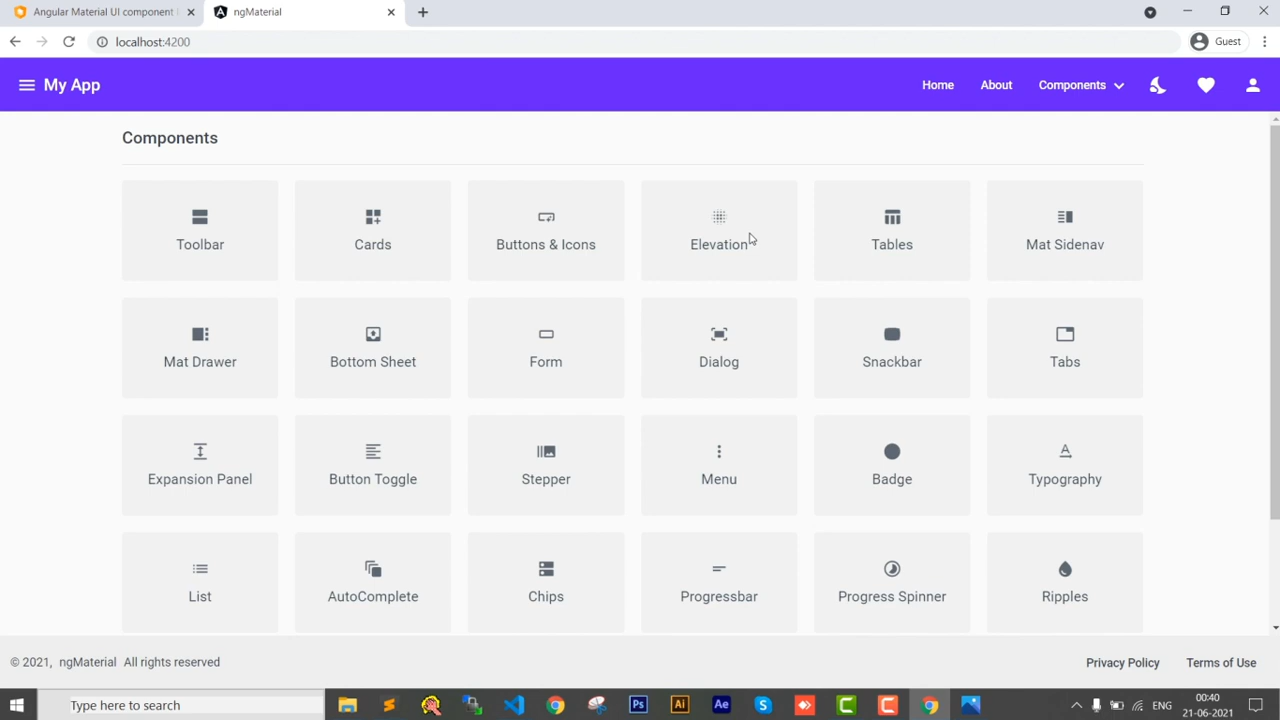 Angular Material UI component
ngMaterial
localhost:4200
Guest
My App
Home
About
Components
Components
Toolbar
Cards
Buttons & Icons
Elevation
Tables
Mat Sidenav
Mat Drawer
Bottom Sheet
Form
Dialog
Snackbar
Tabs
Expansion Panel
Button Toggle
Stepper
Menu
Badge
Typography
List
AutoComplete
Chips
Progressbar
Progress Spinner
Ripples
© 2021, ngMaterial All rights reserved
Privacy Policy
Terms of Use
Type here to search
Ps
Ai
Ae
ENG
00:40
21-06-2021